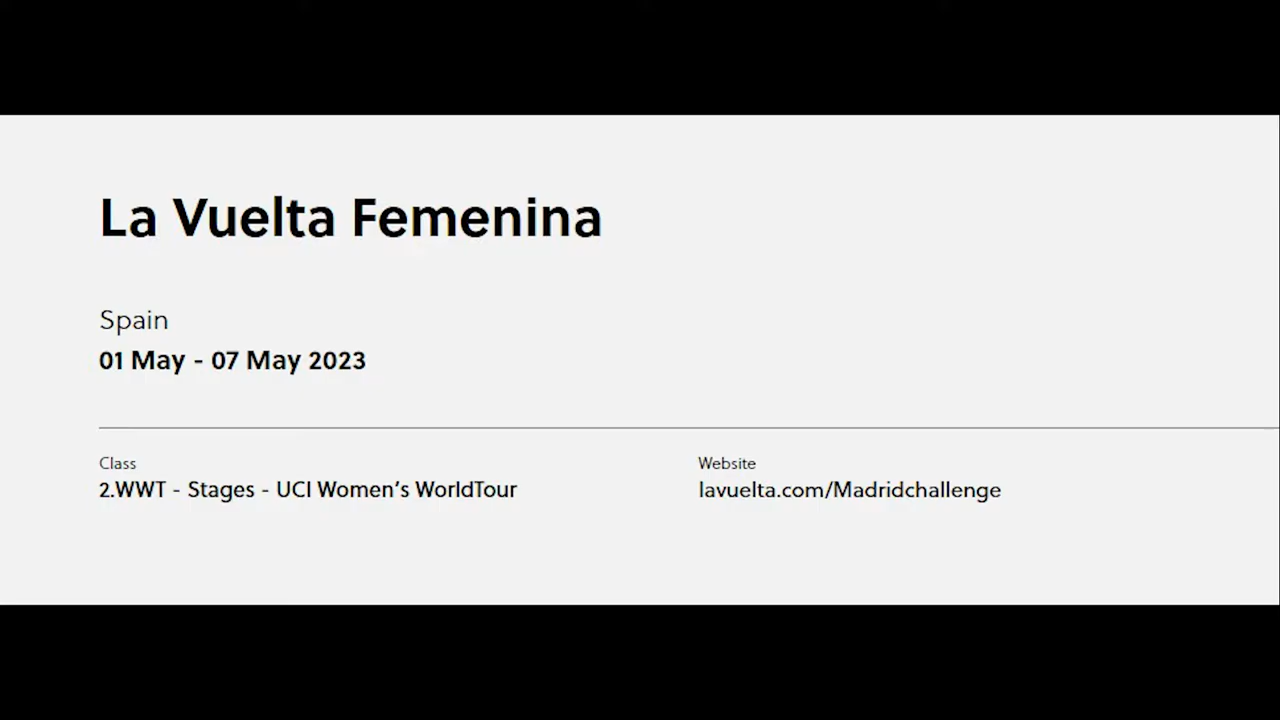 La Vuelta Femenina
Spain
01 May - 07 May 2023
Class
2.WWT - Stages - UCI Women’s WorldTour
Website
lavuelta.com/Madridchallenge